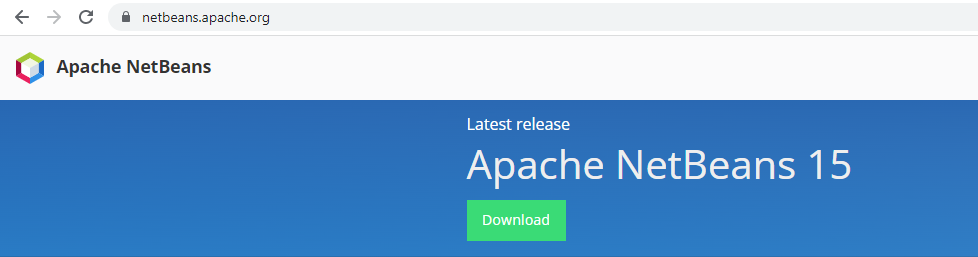 netbeans.apache.org
Apache NetBeans
Latest release
Apache NetBeans 15
Download